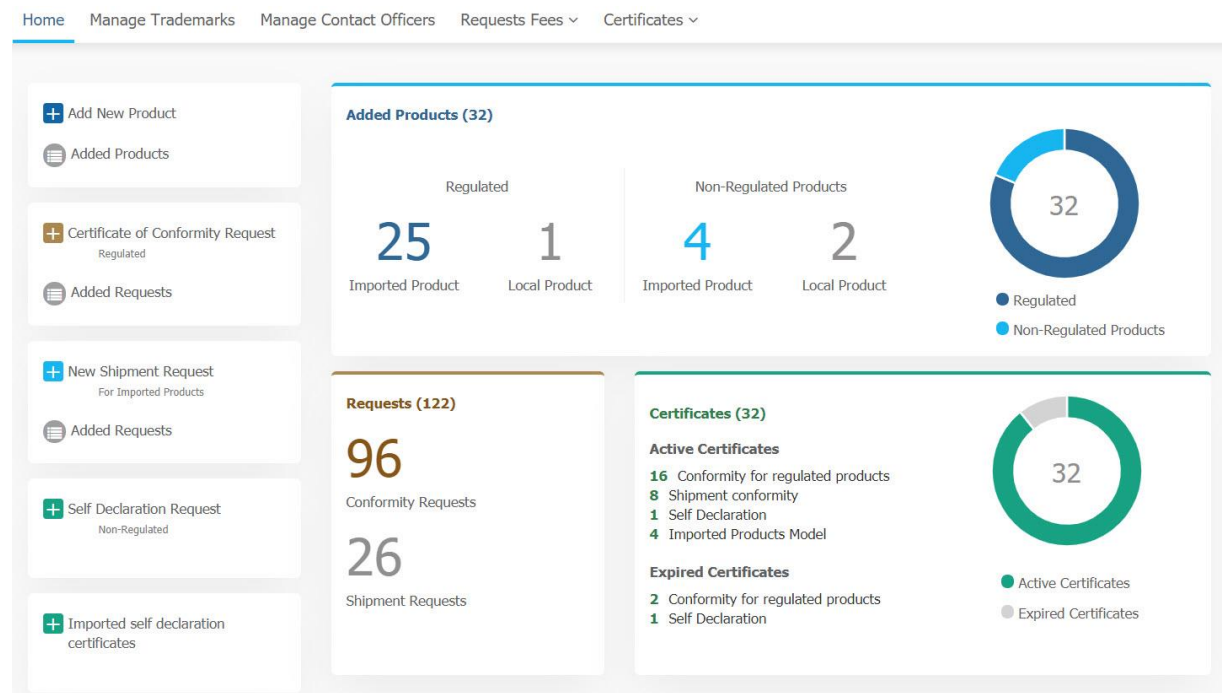 Home Manage Trademarks Manage Contact Officers Requests Fees Certificates
Add New Product
Added Products
Certificate of Conformity Request
Regulated
Added Requests
New Shipment Request
For Imported Products
Added Requests
Self Declaration Request
Non-Regulated
Imported self declaration
certificates
Added Products (32)
Regulated Non-Regulated Products
25 1 4 2
Imported Product Local Product Imported Product Local Product
32
Regulated
Non-Regulated Products
Requests (122)
96
Conformity Requests
26
Shipment Requests
Certificates (32)
Active Certificates
16 Conformity for regulated products
8 Shipment conformity
1 Self Declaration
4 Imported Products Model
Expired Certificates
2 Conformity for regulated products
1 Self Declaration
32
Active Certificates
Expired Certificates